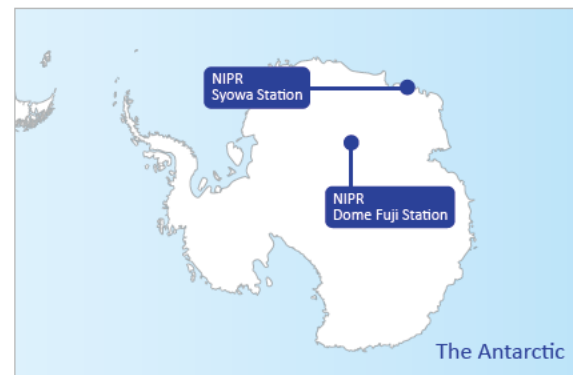 NIPR
Syowa Station
NIPR
Dome Fuji Station
The Antarctic